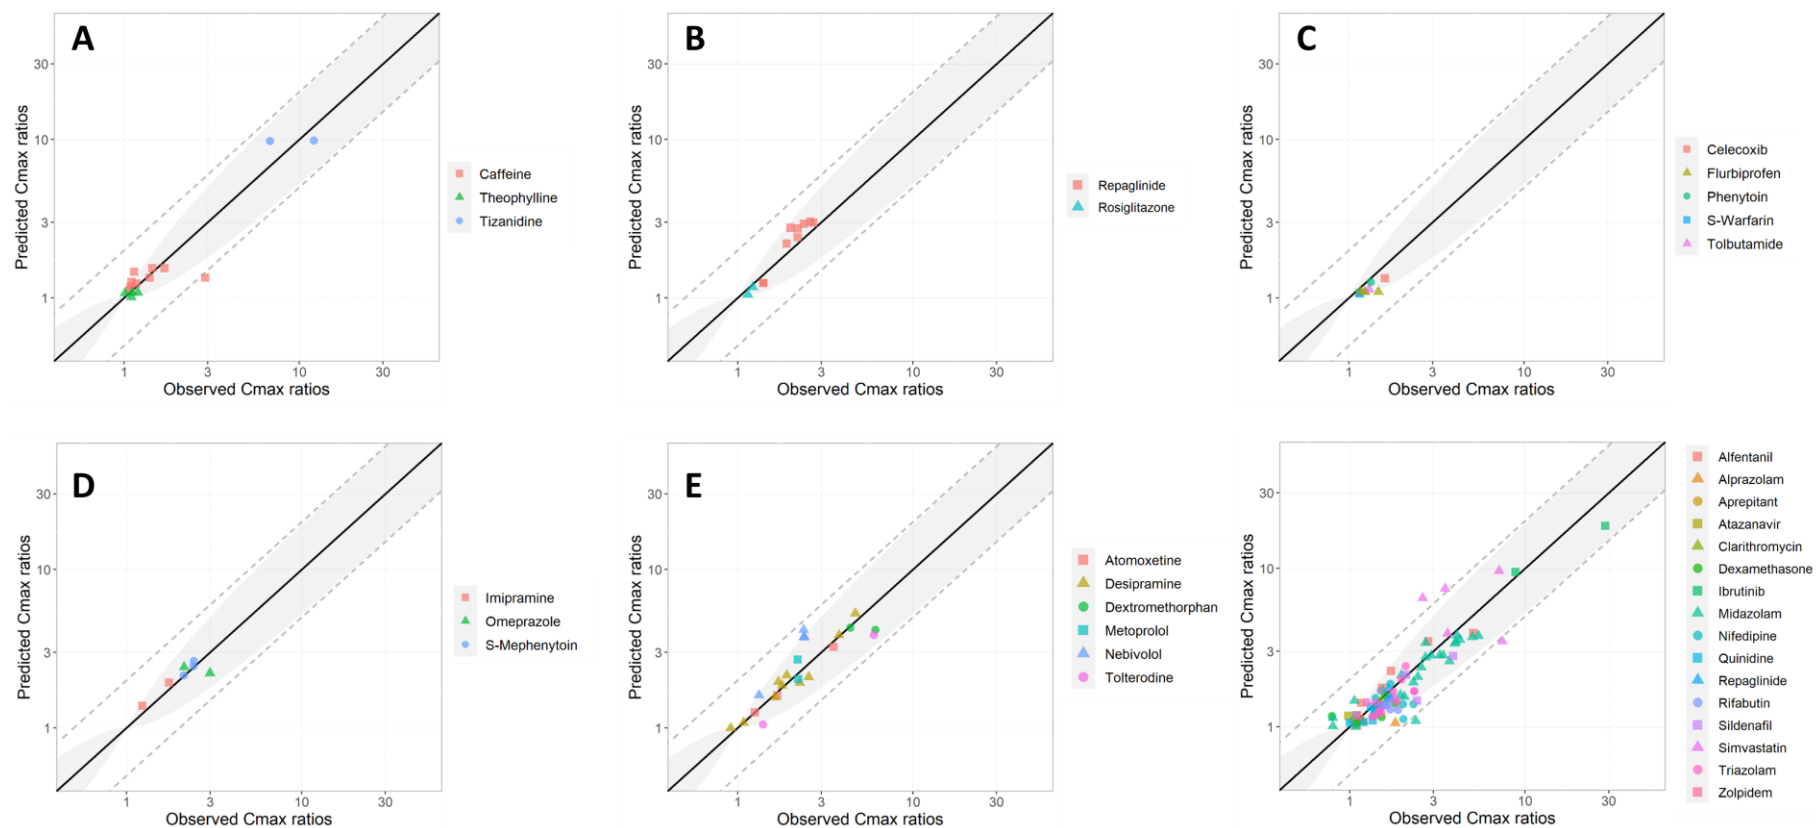 A
Predicted Cmax ratios
30
10
3
1
1
3
10
30
Observed Cmax ratios
Caffeine
Theophylline
Tizanidine
B
Predicted Cmax ratios
30
10
3
1
1
3
10
30
Observed Cmax ratios
Repaglinide
Rosiglitazone
C
Predicted Cmax ratios
30
10
3
1
1
3
10
30
Observed Cmax ratios
Celecoxib
Flurbiprofen
Phenytoin
S-Warfarin
Tolbutamide
D
Predicted Cmax ratios
30
10
3
1
1
3
10
30
Observed Cmax ratios
Imipramine
Omeprazole
S-Mephenytoin
E
Predicted Cmax ratios
30
10
3
1
1
3
10
30
Observed Cmax ratios
Atomoxetine
Desipramine
Dextromethorphan
Metoprolol
Nebivolol
Tolterodine
Predicted Cmax ratios
30
10
3
1
1
3
10
30
Observed Cmax ratios
Alfentanil
Alprazolam
Aprepitant
Atazanavir
Clarithromycin
Dexamethasone
Ibrutinib
Midazolam
Nifedipine
Quinidine
Repaglinide
Rifabutin
Sildenafil
Simvastatin
Triazolam
Zolpidem